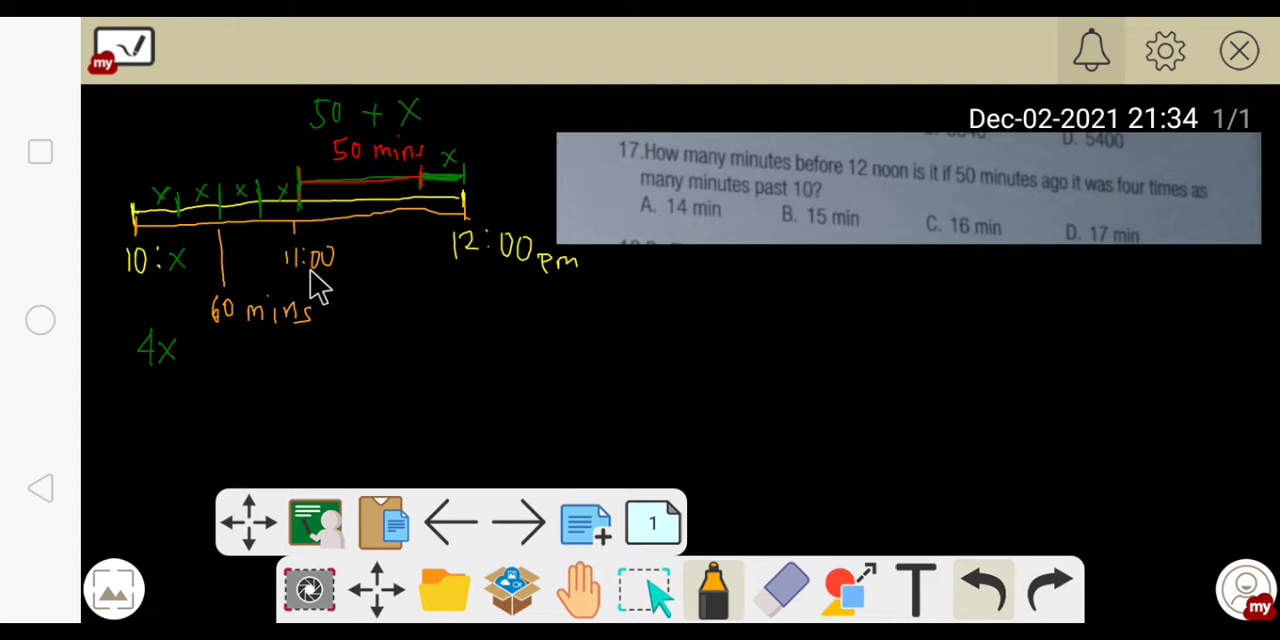 my
Dec-02-2021 21:34 1/1
50 + x
50 mins x
x x x x
10:x 11:00 12:00 pm
60 mins
4x
D. 5400
17.How many minutes before 12 noon is it if 50 minutes ago it was four times as
many minutes past 10?
A. 14 min B. 15 min C. 16 min D. 17 min
1
T
my